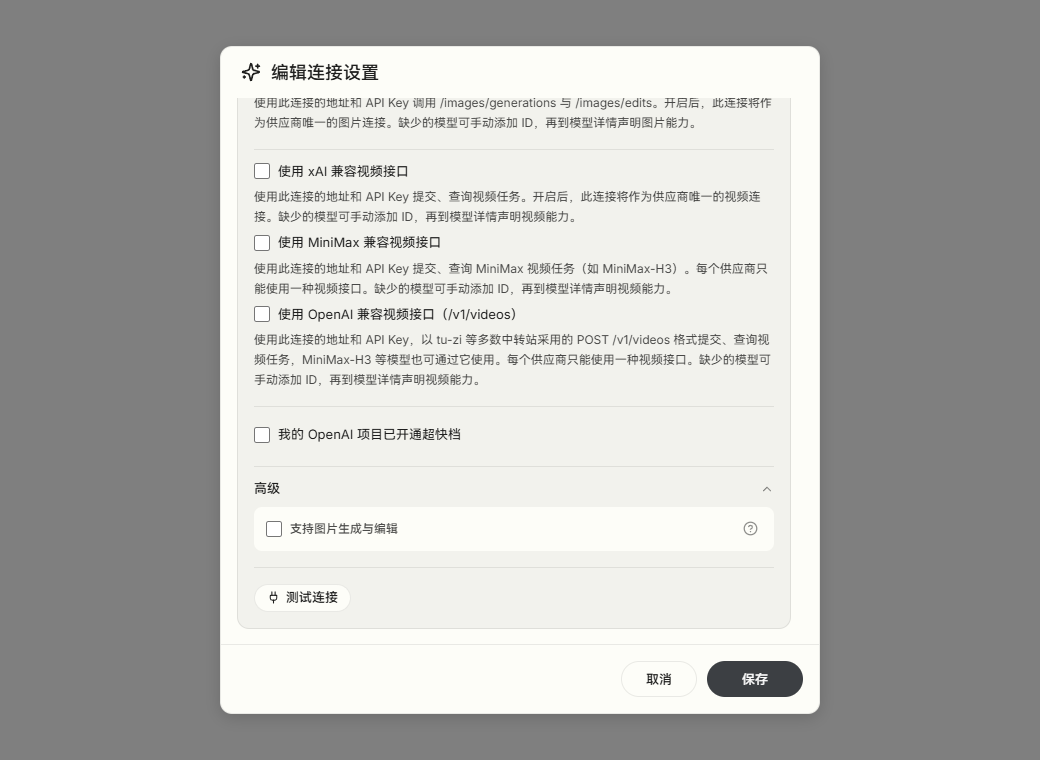 编辑连接设置
使用此连接的地址和 API Key 调用 /images/generations 与 /images/edits。开启后，此连接将作
为供应商唯一的图片连接。缺少的模型可手动添加 ID，再到模型详情声明图片能力。
使用 xAI 兼容视频接口
使用此连接的地址和 API Key 提交、查询视频任务。开启后，此连接将作为供应商唯一的视频连
接。缺少的模型可手动添加 ID，再到模型详情声明视频能力。
使用 MiniMax 兼容视频接口
使用此连接的地址和 API Key 提交、查询 MiniMax 视频任务（如 MiniMax-H3）。每个供应商只
能使用一种视频接口。缺少的模型可手动添加 ID，再到模型详情声明视频能力。
使用 OpenAI 兼容视频接口（/v1/videos）
使用此连接的地址和 API Key，以 tu-zi 等多数中转站采用的 POST /v1/videos 格式提交、查询视
频任务，MiniMax-H3 等模型也可通过它使用。每个供应商只能使用一种视频接口。缺少的模型可
手动添加 ID，再到模型详情声明视频能力。
我的 OpenAI 项目已开通超快档
高级
支持图片生成与编辑
测试连接
取消
保存